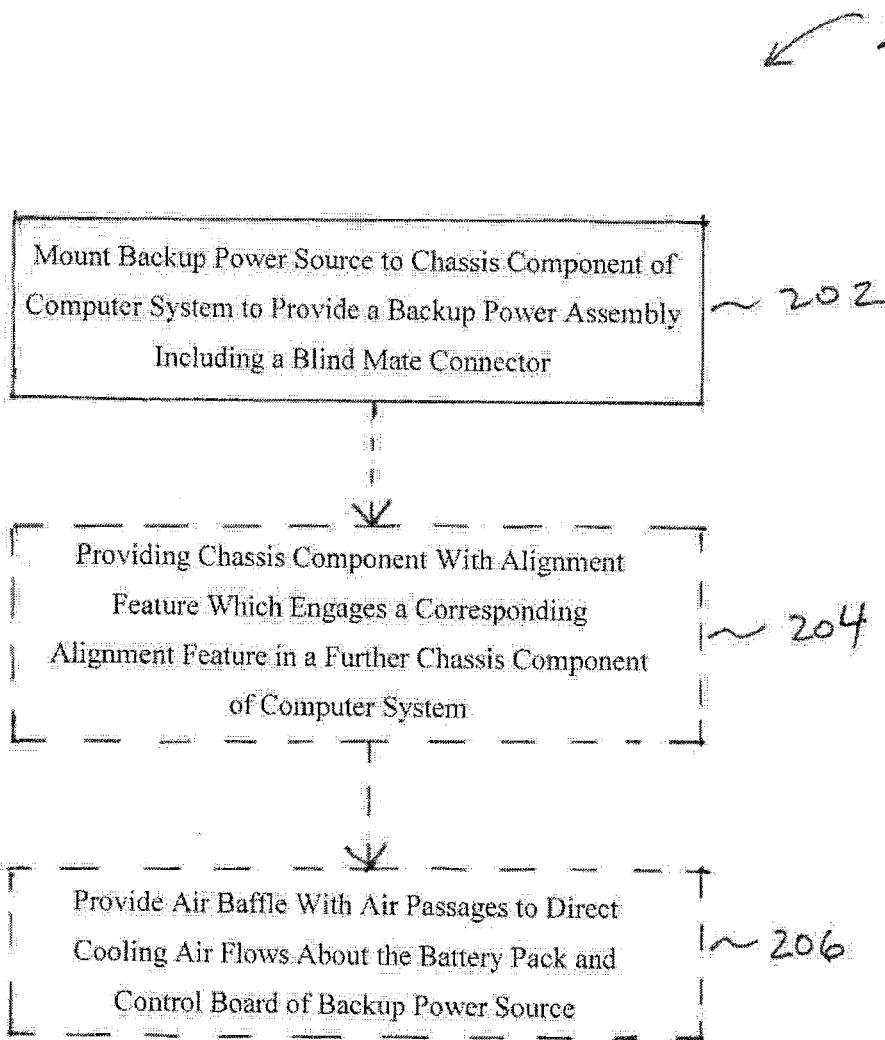 Mount Backup Power Source to Chassis Component of
Computer System to Provide a Backup Power Assembly
Including a Blind Mate Connector
202
Providing Chassis Component With Alignment
Feature Which Engages a Corresponding
Alignment Feature in a Further Chassis Component
of Computer System
204
Provide Air Baffle With Air Passages to Direct
Cooling Air Flows About the Battery Pack and
Control Board of Backup Power Source
206